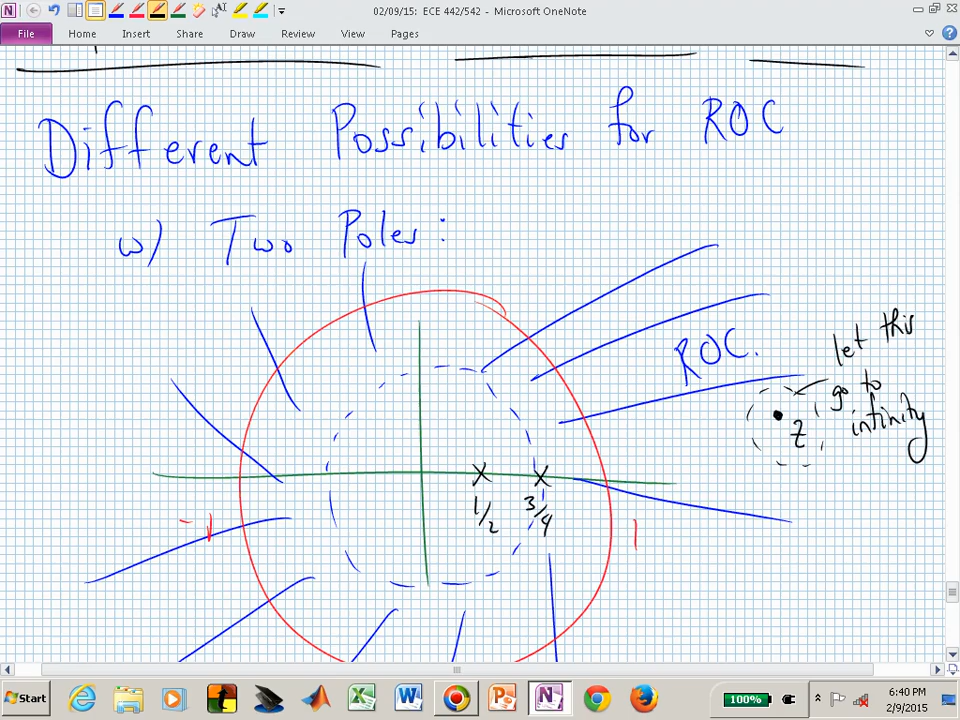 02/09/15: ECE 442/542 - Microsoft OneNote
File Home Insert Share Draw Review View Pages
Different Possibilities for ROC
w/ Two Poles:
ROC.
let this
go to
infinity
z
1/2
3/4
-1
1
Start
100%
6:40 PM
2/9/2015